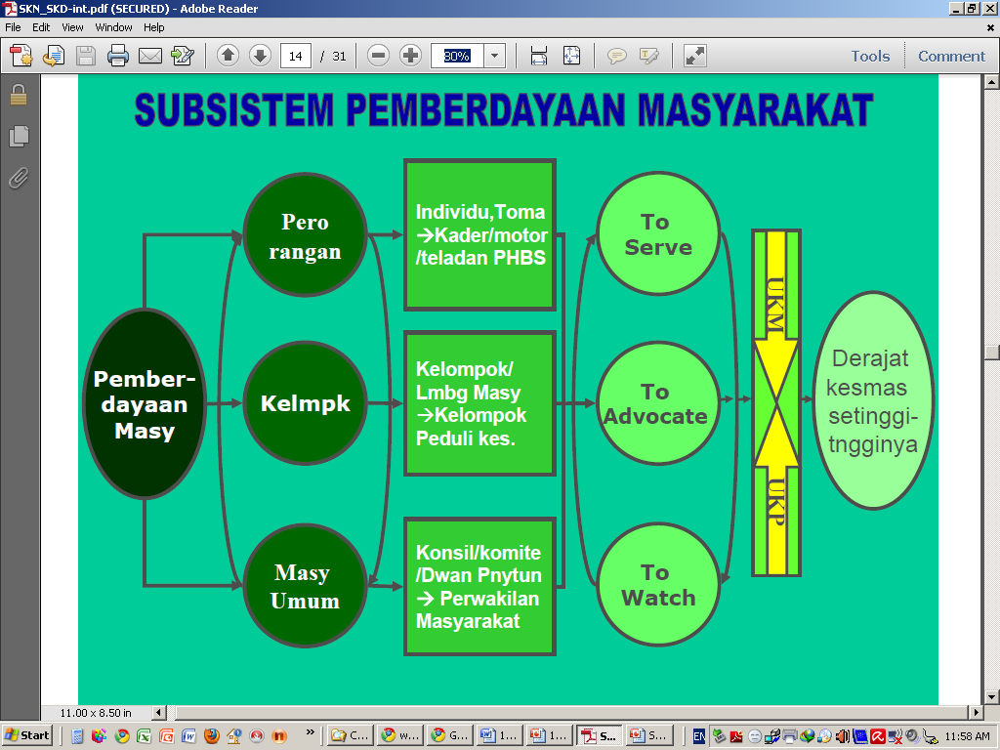 SKN_SKD-int.pdf (SECURED) - Adobe Reader
File Edit View Window Help
14 / 31 80% Tools Comment
SUBSISTEM PEMBERDAYAAN MASYARAKAT
Pember-
dayaan
Masy
Pero
rangan
Kelmpk
Masy
Umum
Individu,Toma
→Kader/motor
/teladan PHBS
Kelompok/
Lmbg Masy
→Kelompok
Peduli kes.
Konsil/komite
/Dwan Pnytun
→ Perwakilan
Masyarakat
To
Serve
To
Advocate
To
Watch
UKM
UKP
Derajat
kesmas
setinggi-
tngginya
11.00 x 8.50 in
Start » C... w... G... 1... 1... S... S... EN 11:58 AM